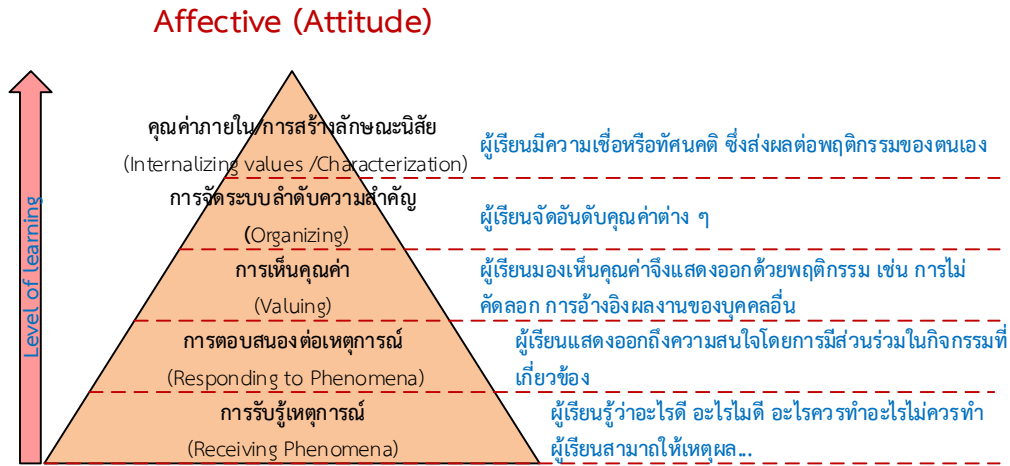 Affective (Attitude)
Level of learning
คุณค่าภายใน/การสร้างลักษณะนิสัย
(Internalizing values /Characterization)
ผู้เรียนมีความเชื่อหรือทัศนคติ ซึ่งส่งผลต่อพฤติกรรมของตนเอง
การจัดระบบลำดับความสำคัญ
(Organizing)
ผู้เรียนจัดอันดับคุณค่าต่าง ๆ
การเห็นคุณค่า
(Valuing)
ผู้เรียนมองเห็นคุณค่าจึงแสดงออกด้วยพฤติกรรม เช่น การไม่
คัดลอก การอ้างอิงผลงานของบุคคลอื่น
การตอบสนองต่อเหตุการณ์
(Responding to Phenomena)
ผู้เรียนแสดงออกถึงความสนใจโดยการมีส่วนร่วมในกิจกรรมที่
เกี่ยวข้อง
การรับรู้เหตุการณ์
(Receiving Phenomena)
ผู้เรียนรู้ว่าอะไรดี อะไรไมดี อะไรควรทำอะไรไม่ควรทำ
ผู้เรียนสามาถให้เหตุผล...